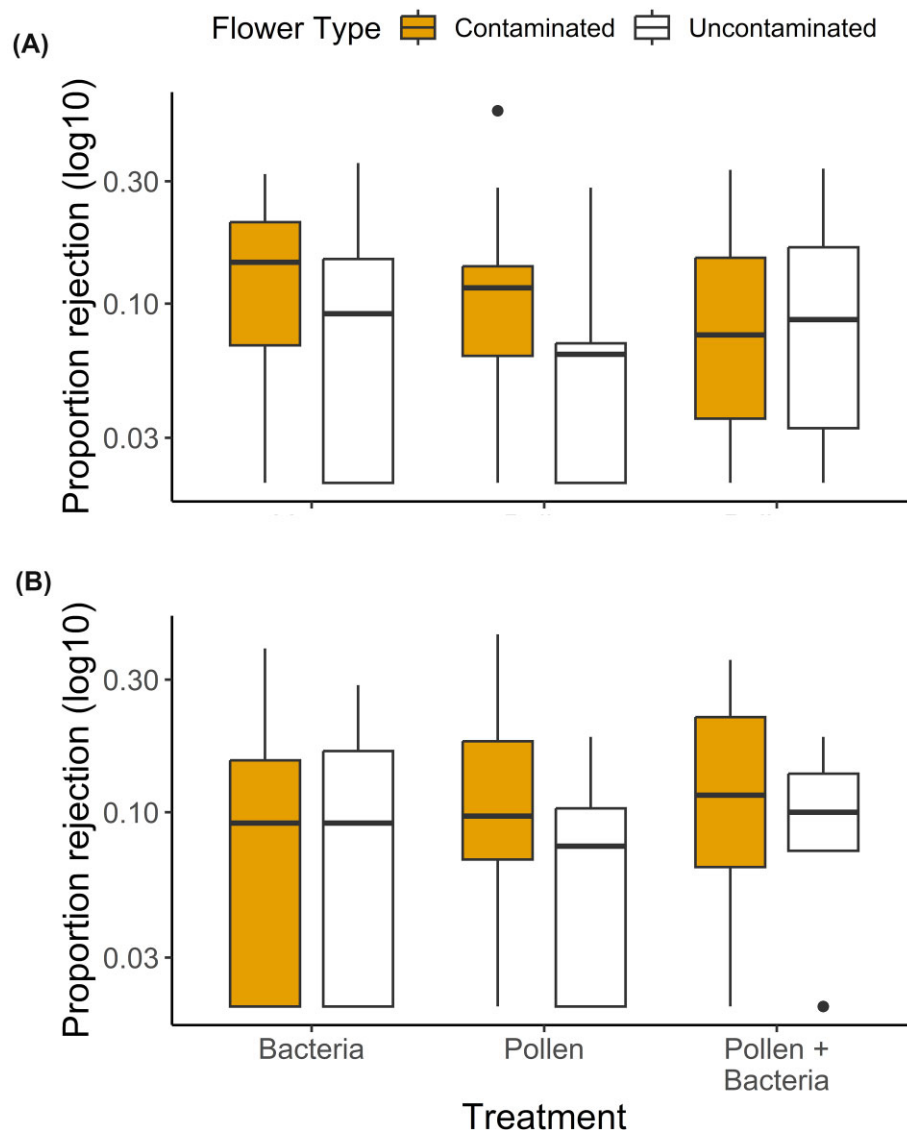 Flower Type Contaminated Uncontaminated
(A)
Proportion rejection (log10)
0.30
0.10
0.03
(B)
Proportion rejection (log10)
0.30
0.10
0.03
Bacteria Pollen Pollen +
Bacteria
Treatment